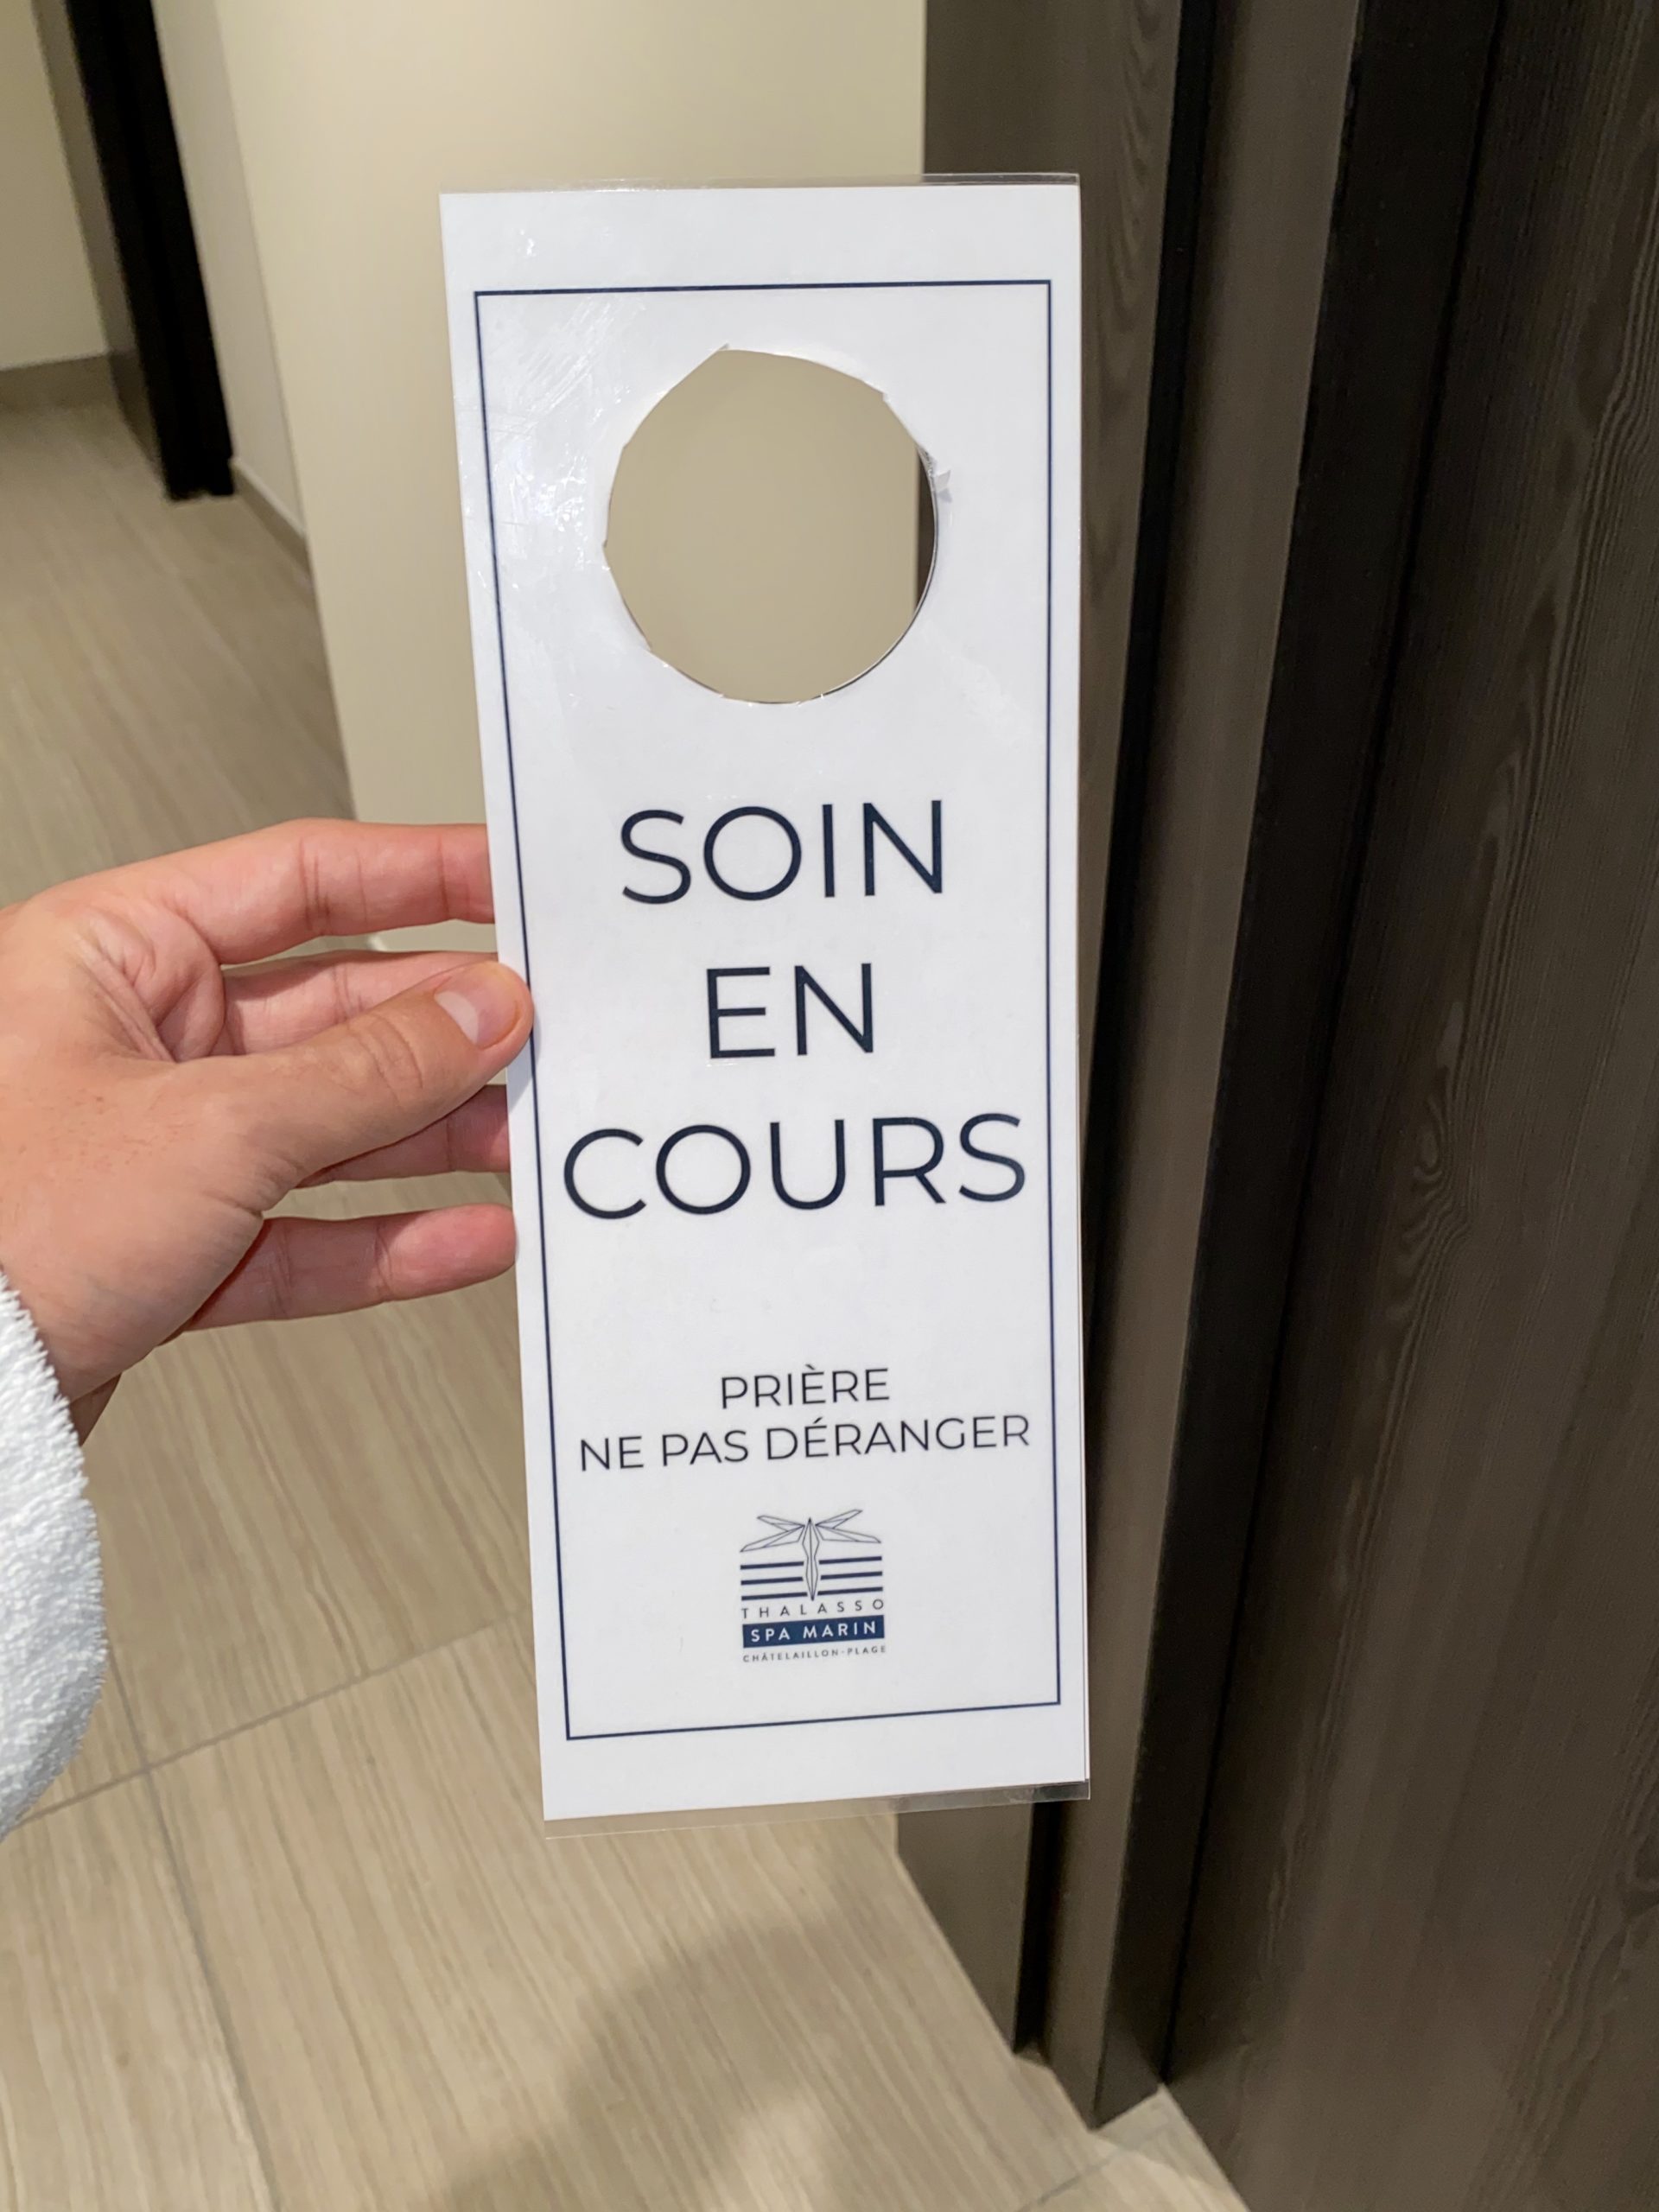 SOIN
EN
COURS
PRIÈRE
NE PAS DÉRANGER
THALASSO
SPA MARIN
CHÂTELAILLON-PLAGE